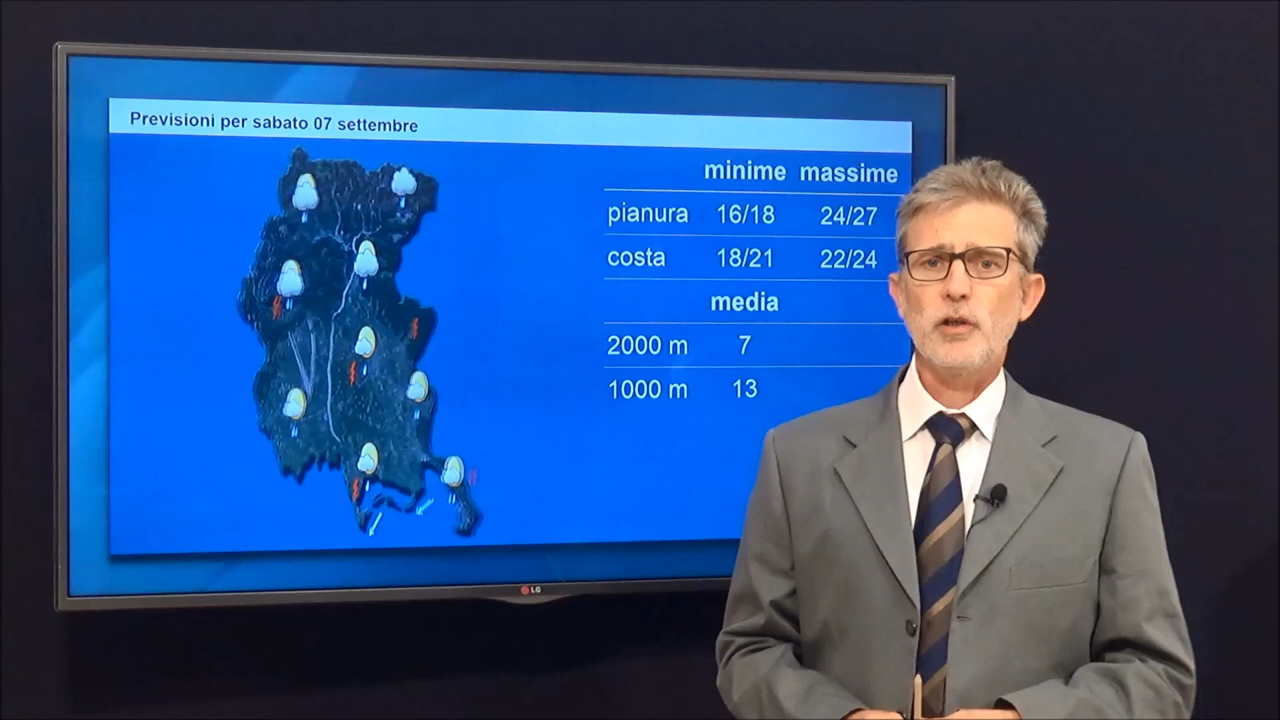 Previsioni per sabato 07 settembre
minime massime
pianura 16/18 24/27
costa 18/21 22/24
media
2000 m 7
1000 m 13
LG